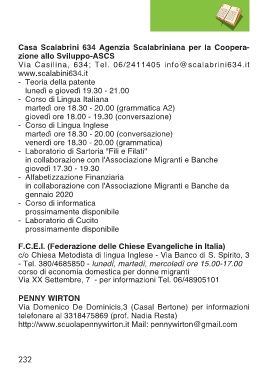 Casa Scalabrini 634 Agenzia Scalabriniana per la Coopera-
zione allo Sviluppo-ASCS
Via Casilina, 634; Tel. 06/2411405 info@scalabrini634.it
www.scalabini634.it
- Teoria della patente
lunedì e giovedì 19.30 - 21.00
- Corso di Lingua Italiana
martedì ore 18.30 - 20.00 (grammatica A2)
giovedì ore 18.00 - 19.30 (conversazione)
- Corso di Lingua Inglese
martedì ore 18.30 - 20.00 (conversazione)
venerdì ore 18.30 - 20.00 (grammatica)
- Laboratorio di Sartoria "Fili e Filati"
in collaborazione con l'Associazione Migranti e Banche
giovedì 17.30 - 19.30
- Alfabetizzazione Finanziaria
in collaborazione con l'Associazione Migranti e Banche da
gennaio 2020
- Corso di informatica
prossimamente disponibile
- Laboratorio di Cucito
prossimamente disponibile
F.C.E.I. (Federazione delle Chiese Evangeliche in Italia)
c/o Chiesa Metodista di lingua Inglese - Via Banco di S. Spirito, 3
- Tel. 380/4685850 - lunedì, martedì, mercoledì ore 15.00-17.00
corso di economia domestica per donne migranti
Via XX Settembre, 7 - per informazioni Tel. 06/48905101
PENNY WIRTON
Via Domenico De Dominicis,3 (Casal Bertone) per informazioni
telefonare al 3318475869 (prof. Nadia Resta)
http://www.scuolapennywirton.it Mail: pennywirton@gmail.com
232